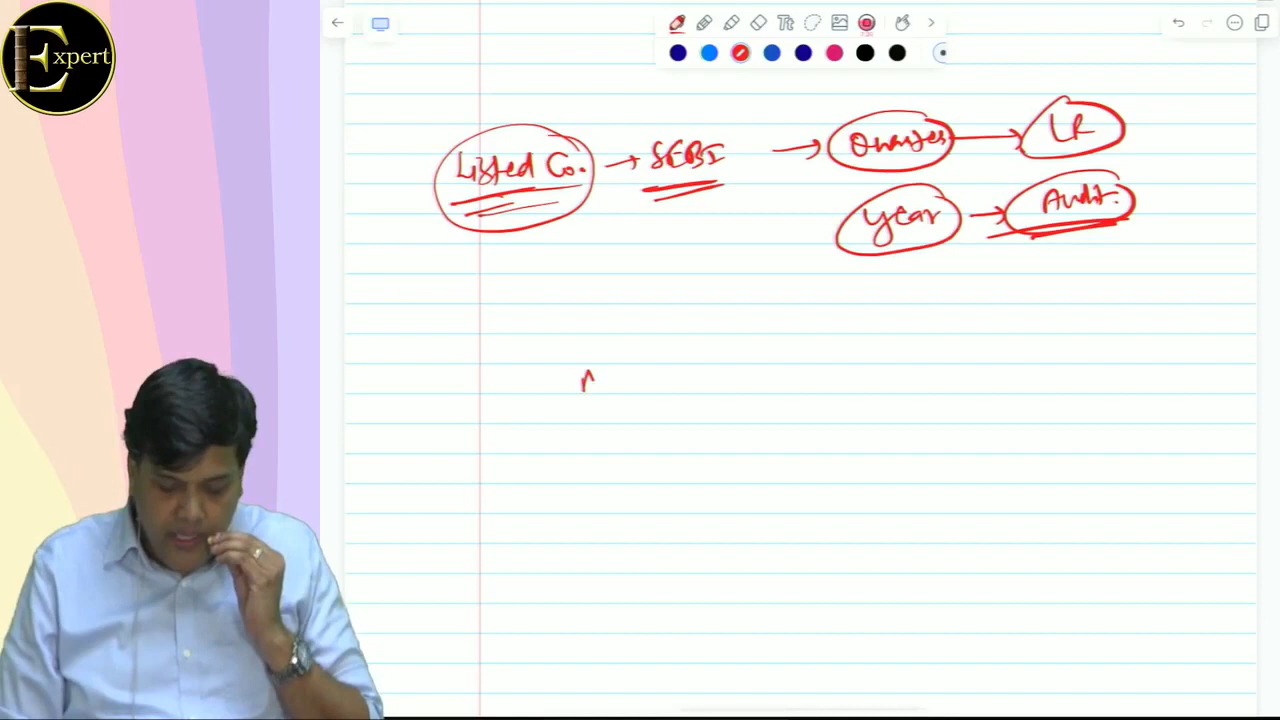 Expert
Listed Co. → SEBI → Quarter → LR
Year → Audit.